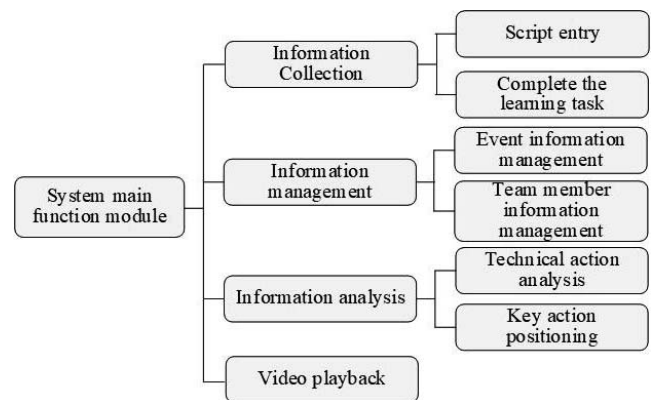 System main
function module
Information
Collection
Script entry
Complete the
learning task
Information
management
Event information
management
Team member
information
management
Information analysis
Technical action
analysis
Key action
positioning
Video playback